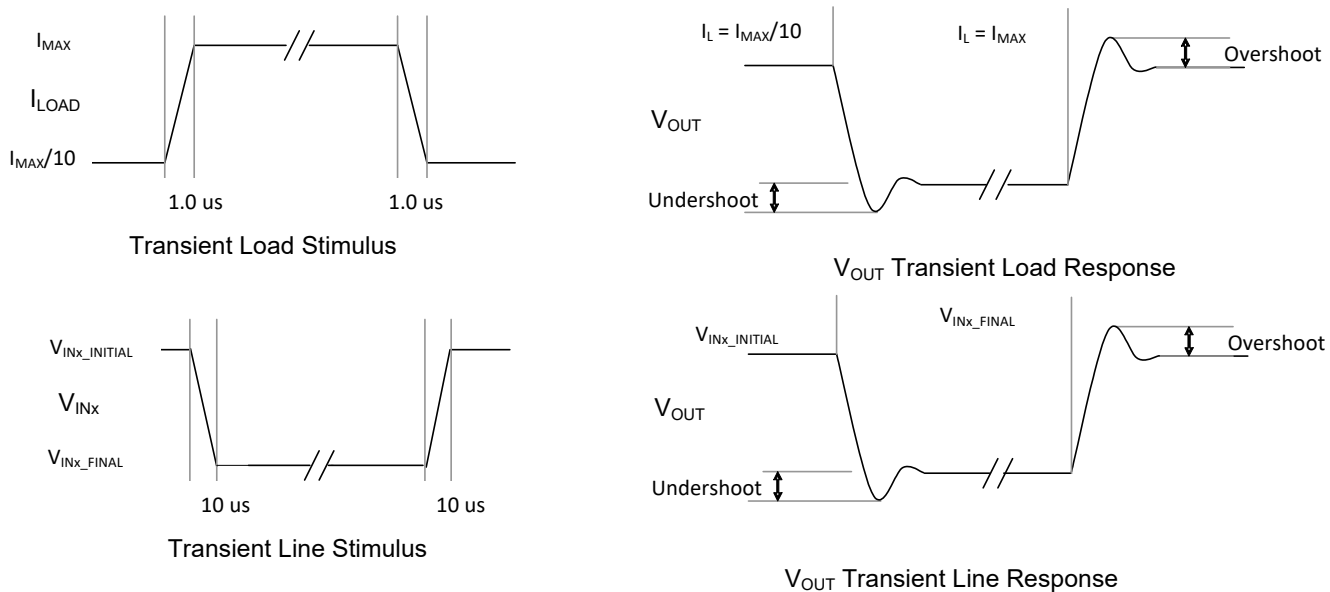 I_MAX
I_LOAD
I_MAX/10
1.0 us 1.0 us
Transient Load Stimulus
I_L = I_MAX/10 I_L = I_MAX
Overshoot
V_OUT
Undershoot
V_OUT Transient Load Response
V_INx_INITIAL
V_INx
V_INx_FINAL
10 us 10 us
Transient Line Stimulus
V_INx_INITIAL V_INx_FINAL
Overshoot
V_OUT
Undershoot
V_OUT Transient Line Response